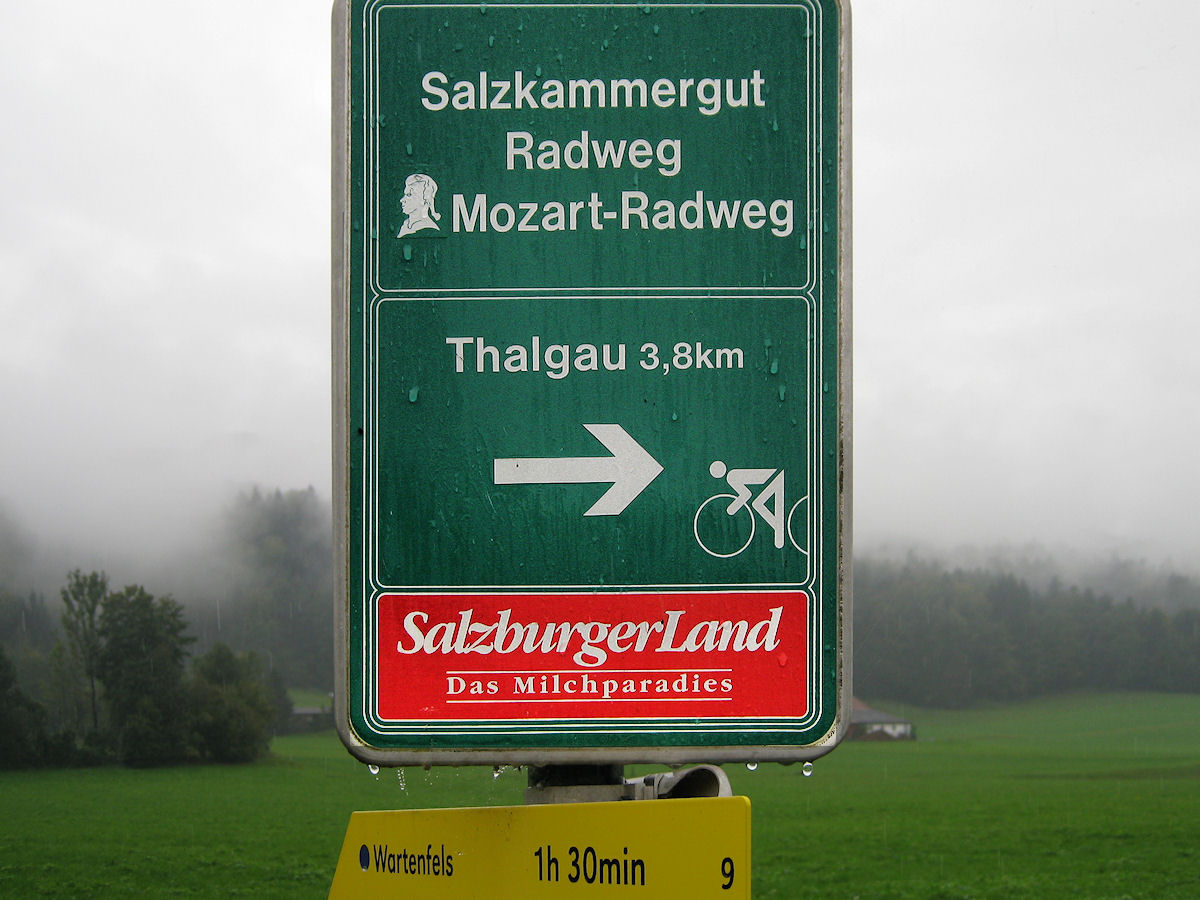 Salzkammergut
Radweg
Mozart-Radweg
Thalgau 3,8km
SalzburgerLand
Das Milchparadies
Wartenfels 1h 30min 9